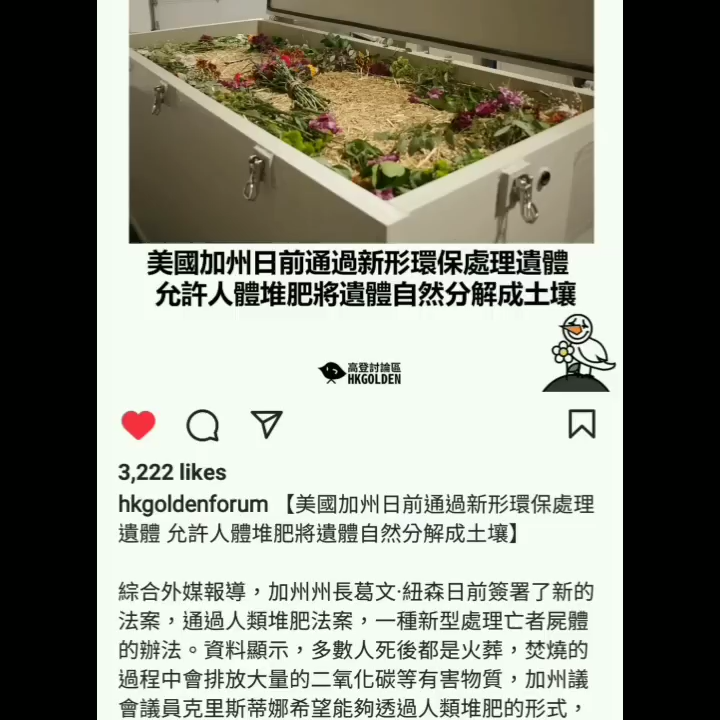 美國加州日前通過新形環保處理遺體
允許人體堆肥將遺體自然分解成土壤
高登討論區
HKGOLDEN
3,222 likes
hkgoldenforum 【美國加州日前通過新形環保處理
遺體 允許人體堆肥將遺體自然分解成土壤】
綜合外媒報導，加州州長葛文·紐森日前簽署了新的
法案，通過人類堆肥法案，一種新型處理亡者屍體
的辦法。資料顯示，多數人死後都是火葬，焚燒的
過程中會排放大量的二氧化碳等有害物質，加州議
會議員克里斯蒂娜希望能夠透過人類堆肥的形式，